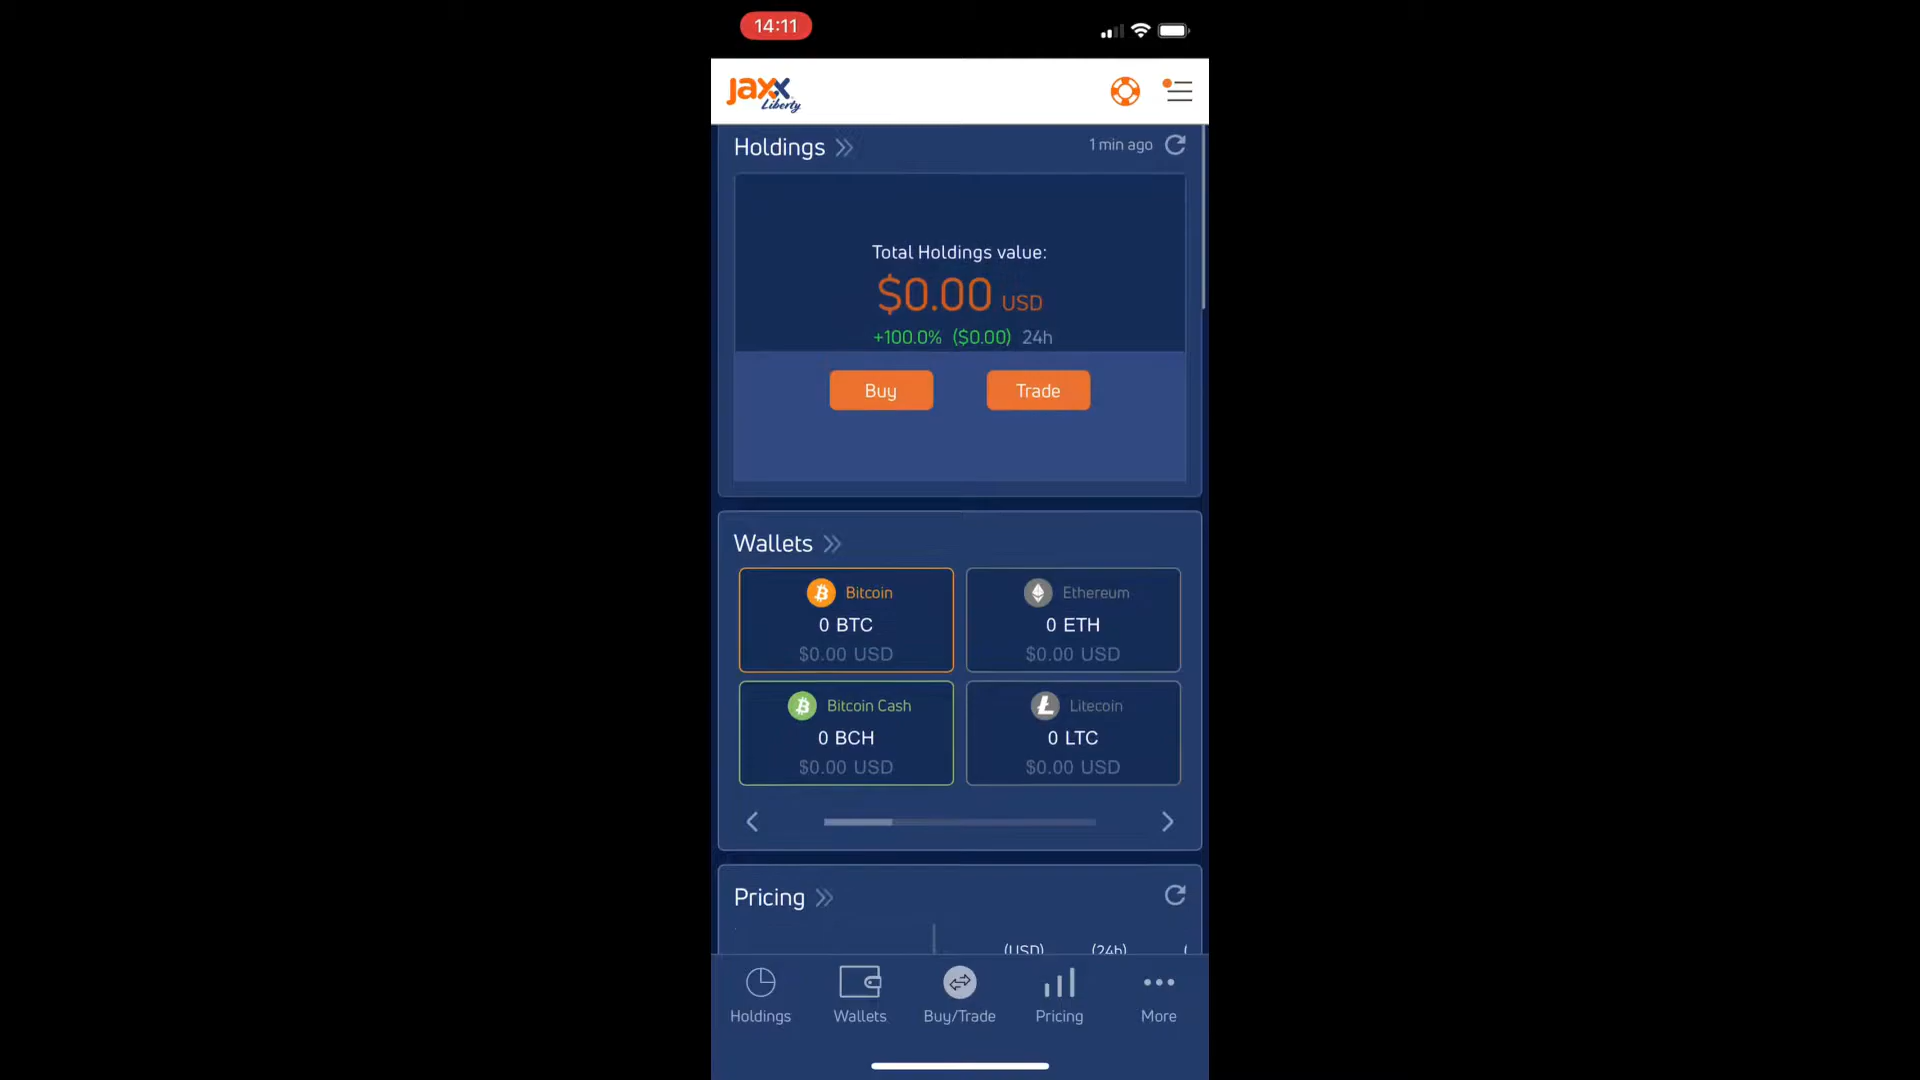 14:11
jaxx
Liberty
Holdings
1 min ago
Total Holdings value:
$0.00 USD
+100.0% ($0.00) 24h
Buy
Trade
Wallets
Bitcoin
0 BTC
$0.00 USD
Ethereum
0 ETH
$0.00 USD
Bitcoin Cash
0 BCH
$0.00 USD
Litecoin
0 LTC
$0.00 USD
Pricing
(USD) (24h) (
Holdings
Wallets
Buy/Trade
Pricing
More